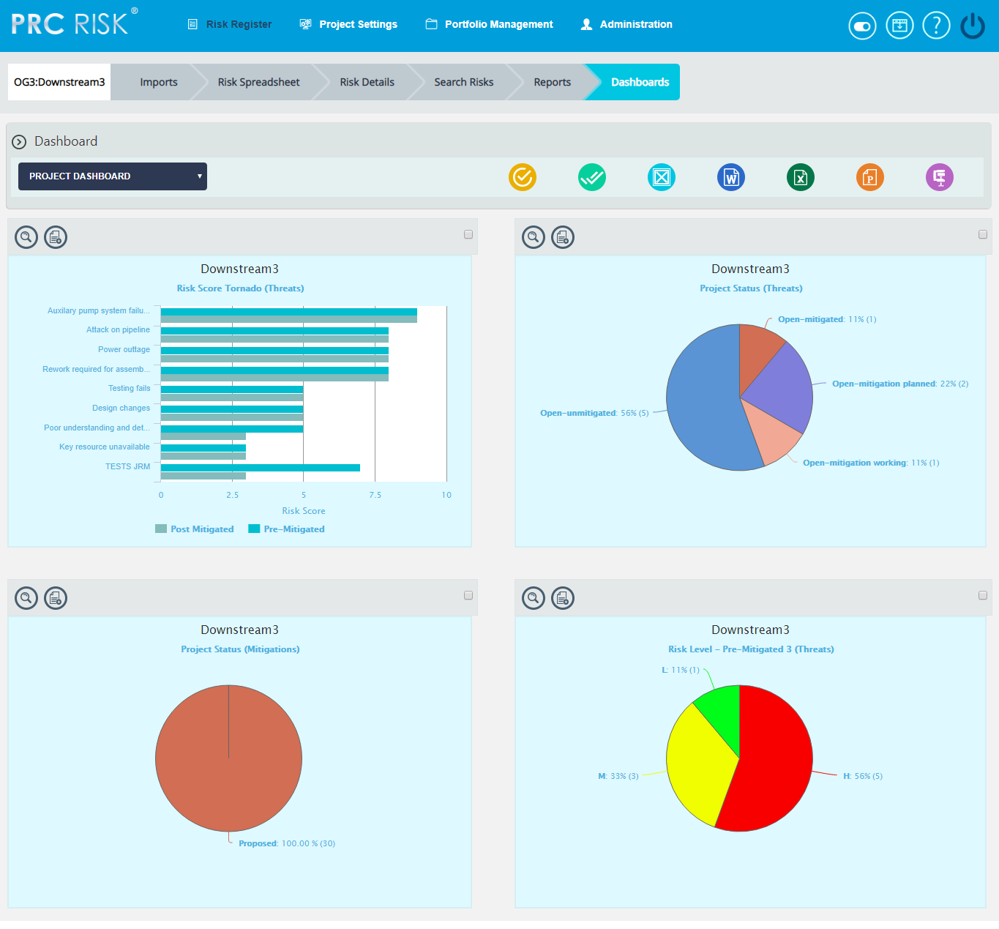 PRC RISK®
Risk Register
Project Settings
Portfolio Management
Administration
?
OG3:Downstream3
Imports
Risk Spreadsheet
Risk Details
Search Risks
Reports
Dashboards
Dashboard
PROJECT DASHBOARD
W
X
P
Downstream3
Risk Score Tornado (Threats)
Auxilary pump system failu...
Attack on pipeline
Power outtage
Rework required for assemb...
Testing fails
Design changes
Poor understanding and det...
Key resource unavailable
TESTS JRM
0 2.5 5 7.5 10
Risk Score
Post Mitigated Pre-Mitigated
Downstream3
Project Status (Threats)
Open-mitigated: 11% (1)
Open-mitigation planned: 22% (2)
Open-unmitigated: 56% (5)
Open-mitigation working: 11% (1)
Downstream3
Project Status (Mitigations)
Proposed: 100.00 % (30)
Downstream3
Risk Level - Pre-Mitigated 3 (Threats)
L: 11% (1)
M: 33% (3)
H: 56% (5)